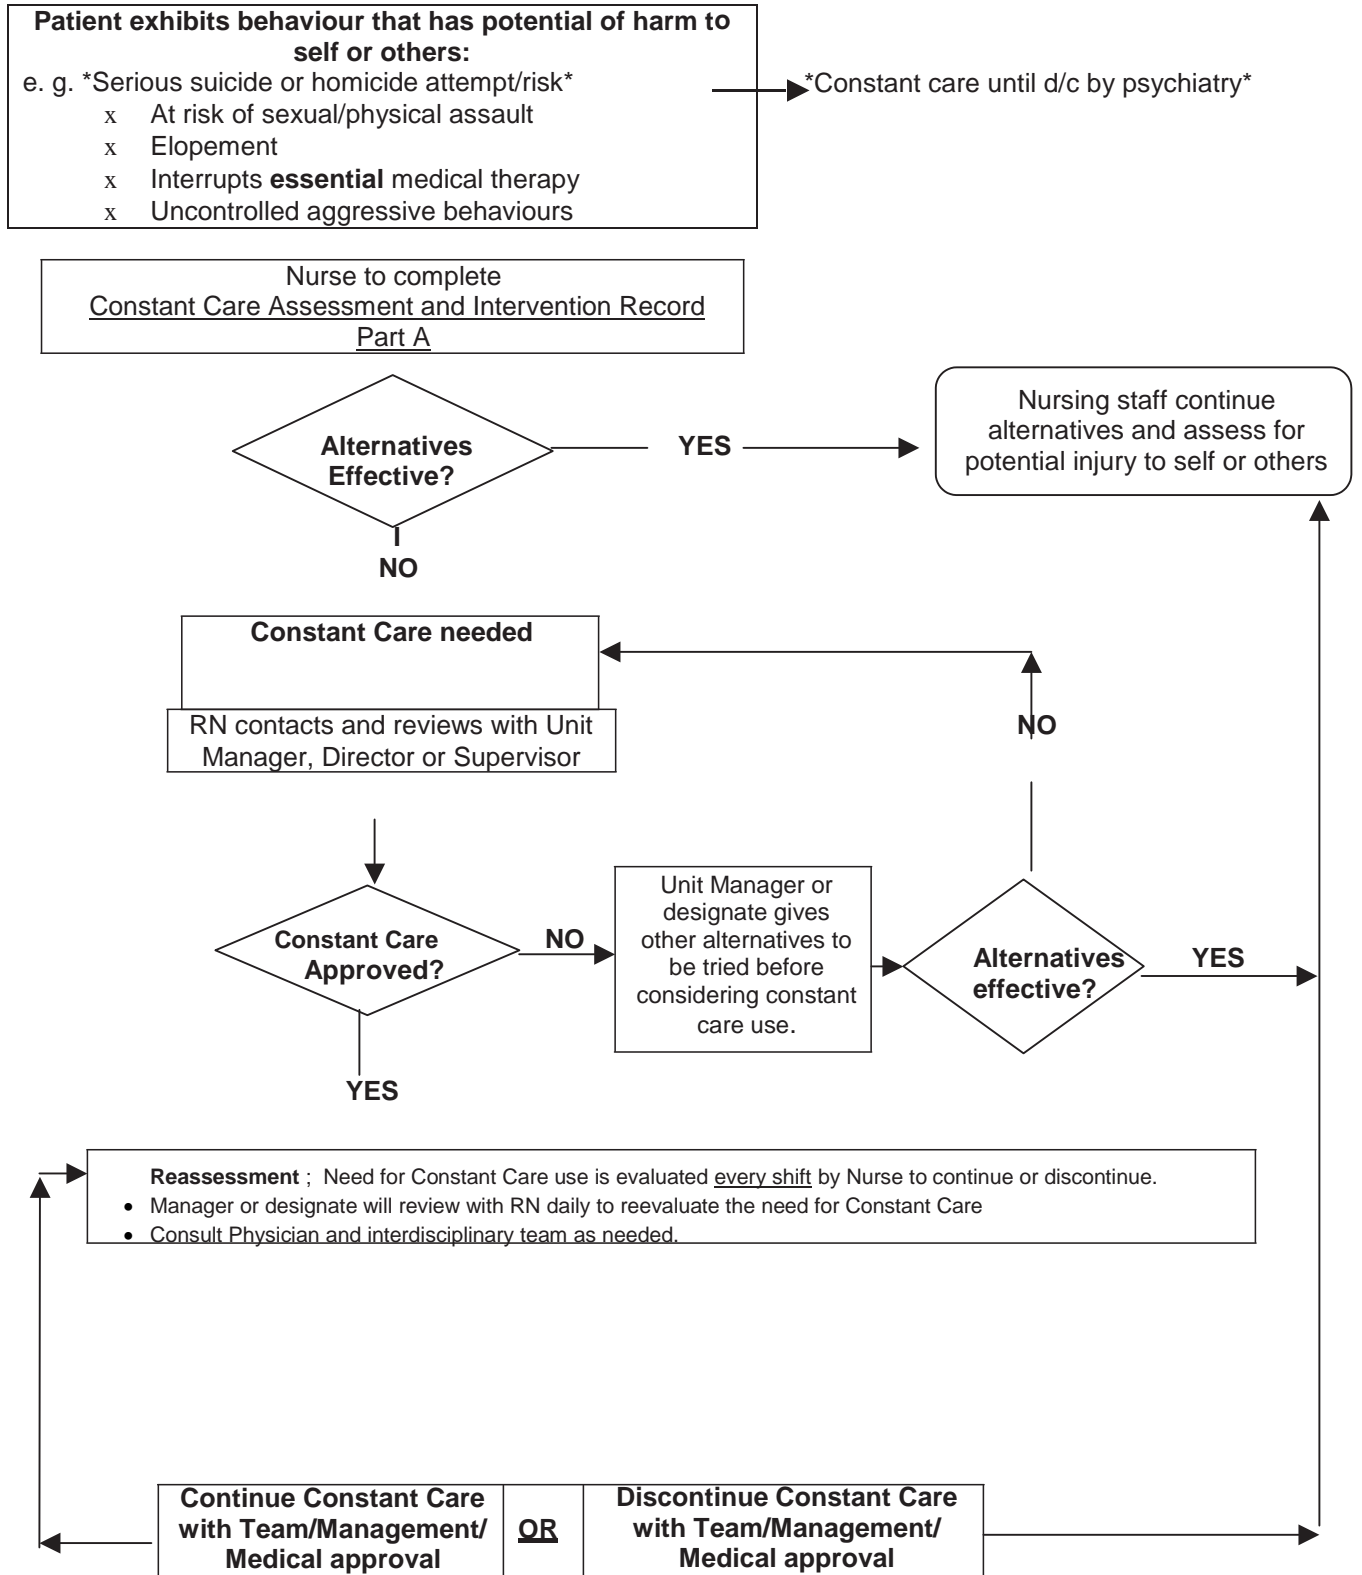 Patient exhibits behaviour that has potential of harm to
self or others:
e. g. *Serious suicide or homicide attempt/risk*
*Constant care until d/c by psychiatry*
x At risk of sexual/physical assault
x Elopement
x Interrupts essential medical therapy
x Uncontrolled aggressive behaviours
Nurse to complete
Constant Care Assessment and Intervention Record
Part A
Alternatives
Effective?
YES
Nursing staff continue
alternatives and assess for
potential injury to self or others
NO
Constant Care needed
RN contacts and reviews with Unit
Manager, Director or Supervisor
NO
Constant Care
Approved?
NO
Unit Manager or
designate gives
other alternatives to
be tried before
considering constant
care use.
Alternatives
effective?
YES
YES
Reassessment ; Need for Constant Care use is evaluated every shift by Nurse to continue or discontinue.
• Manager or designate will review with RN daily to reevaluate the need for Constant Care
• Consult Physician and interdisciplinary team as needed.
Continue Constant Care
with Team/Management/
Medical approval
OR
Discontinue Constant Care
with Team/Management/
Medical approval